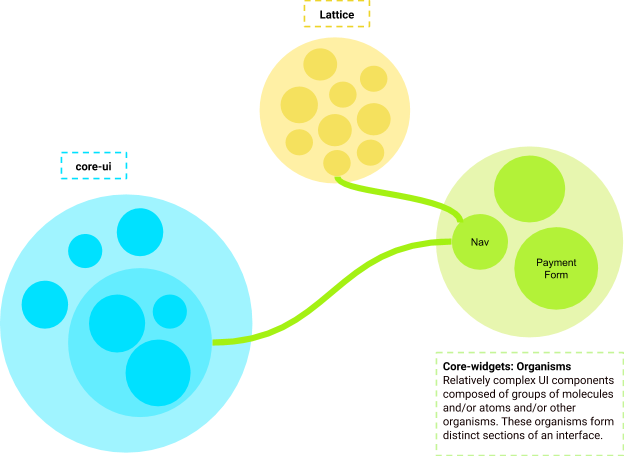 Lattice
core-ui
Nav
Payment
Form
Core-widgets: Organisms
Relatively complex UI components
composed of groups of molecules
and/or atoms and/or other
organisms. These organisms form
distinct sections of an interface.